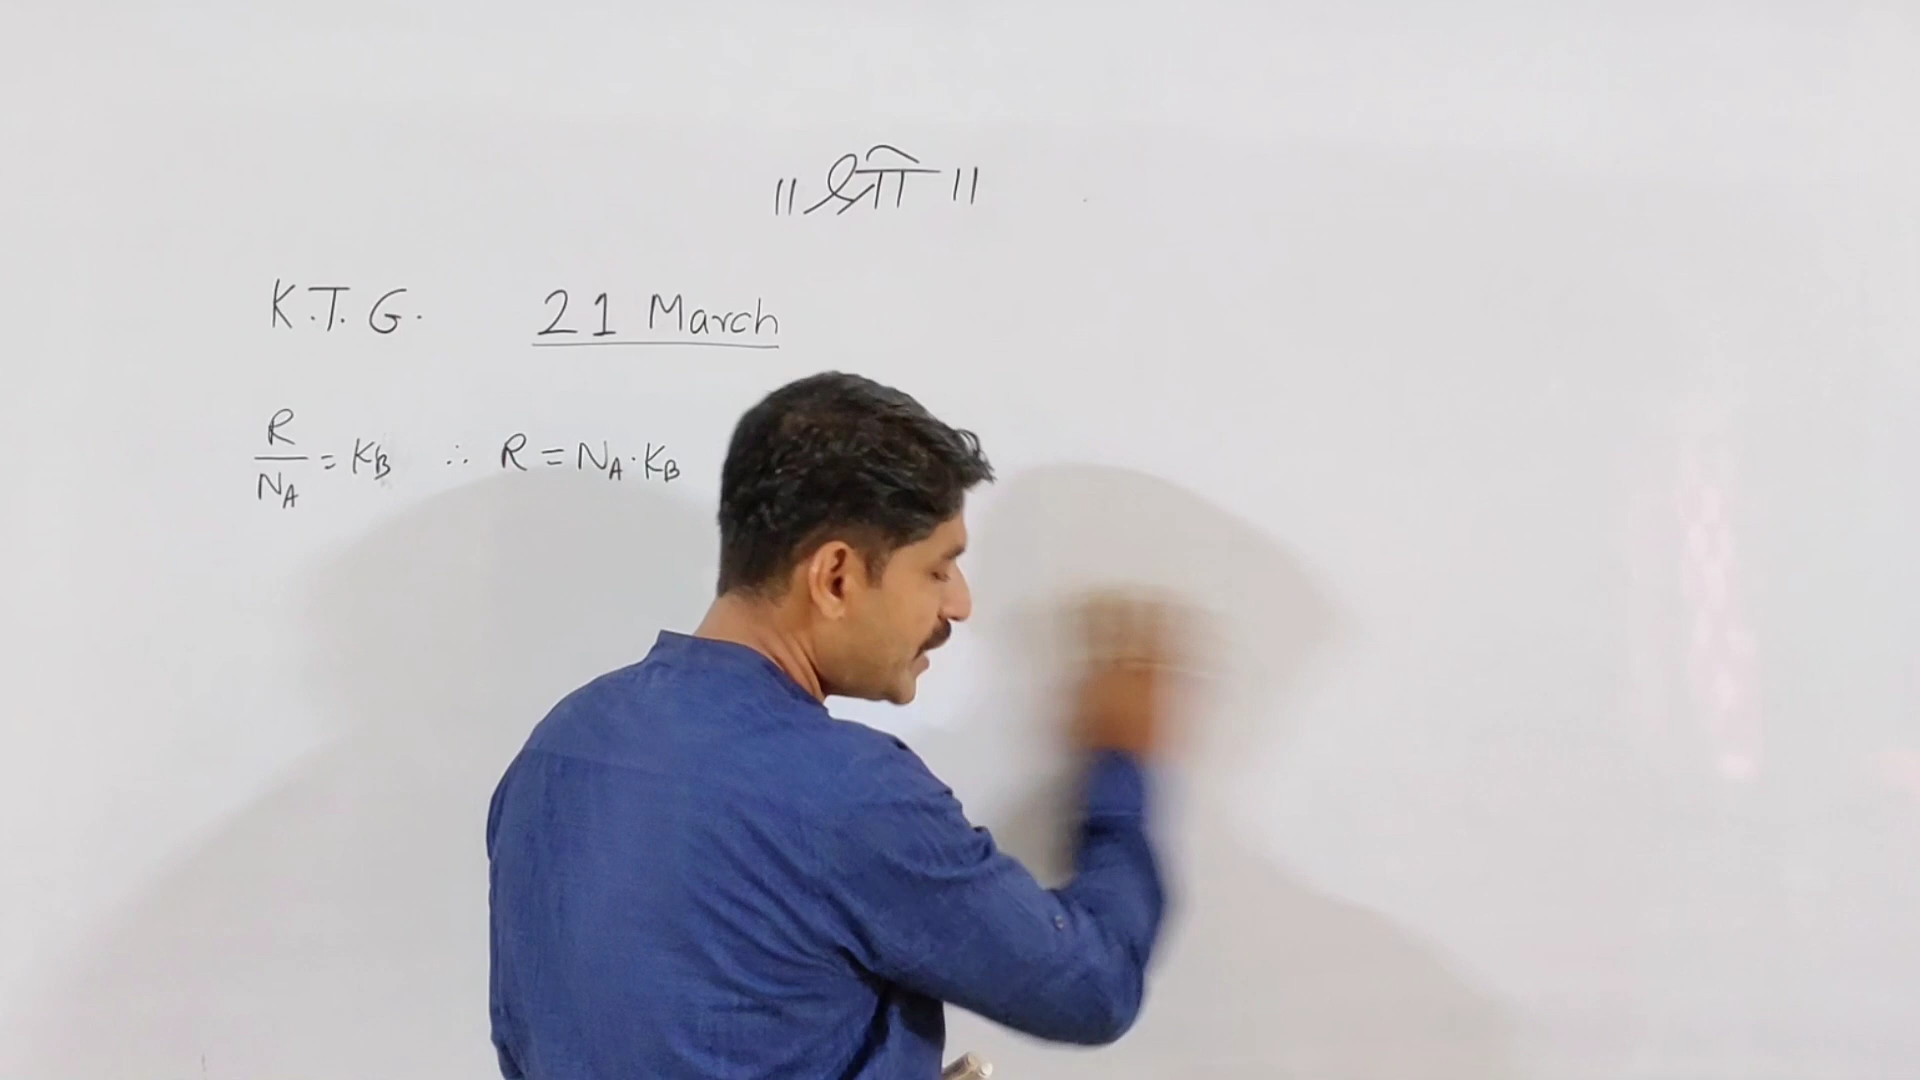 ॥ श्री ॥
K.T.G. 21 March
R/N_A = K_B ∴ R = N_A · K_B